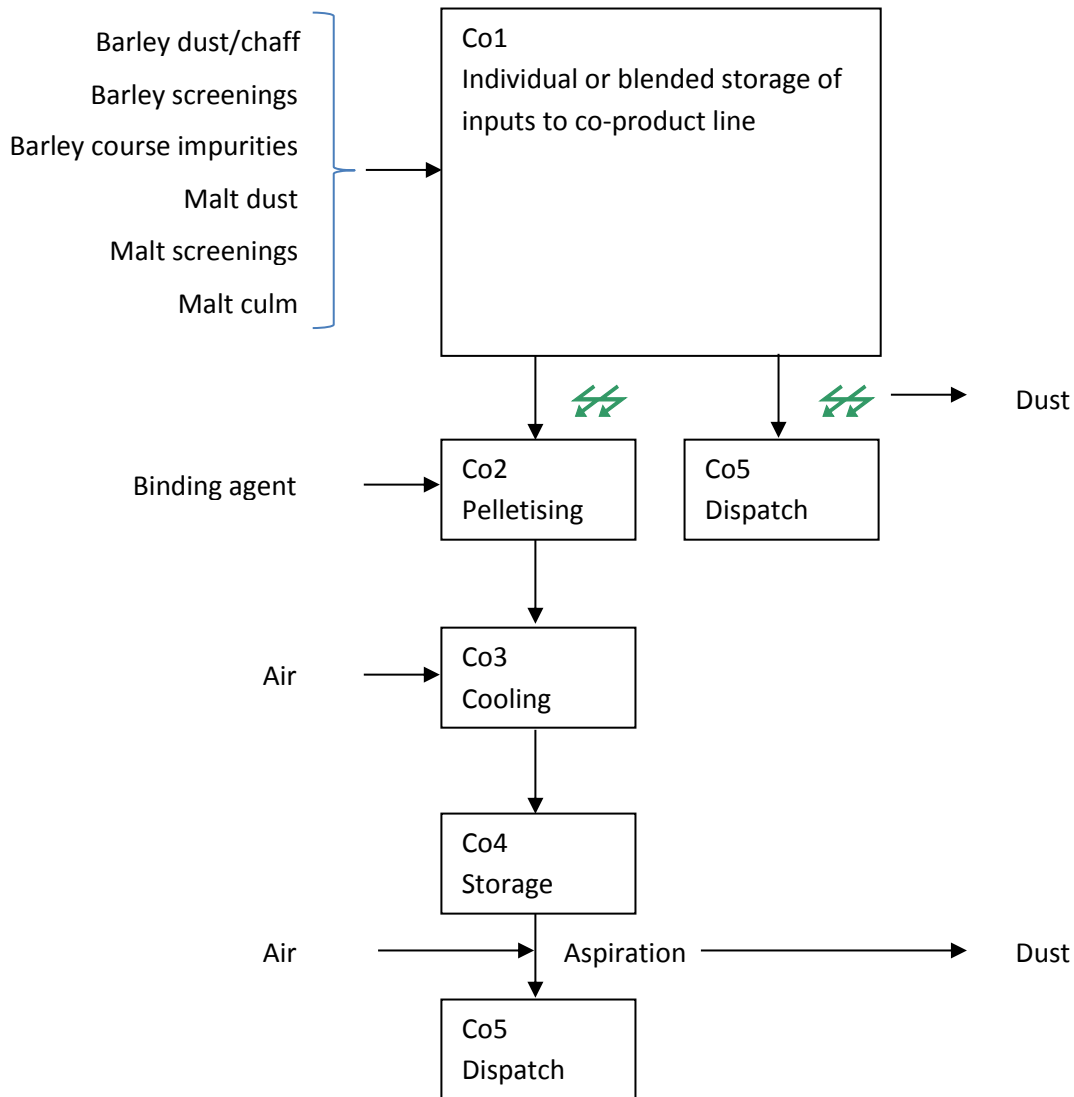 Barley dust/chaff
Barley screenings
Barley course impurities
Malt dust
Malt screenings
Malt culm
Co1
Individual or blended storage of
inputs to co-product line
Dust
Binding agent
Co2
Pelletising
Co5
Dispatch
Air
Co3
Cooling
Co4
Storage
Air
Aspiration
Dust
Co5
Dispatch